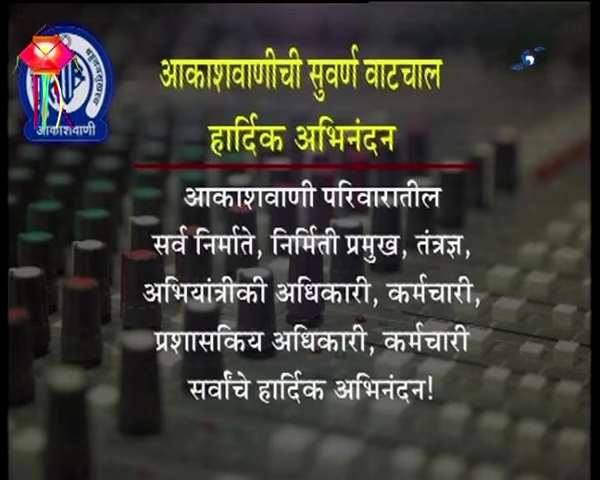 आकाशवाणीची सुवर्ण वाटचाल
हार्दिक अभिनंदन
आकाशवाणी
आकाशवाणी परिवारातील
सर्व निर्माते, निर्मिती प्रमुख, तंत्रज्ञ,
अभियांत्रीकी अधिकारी, कर्मचारी,
प्रशासकिय अधिकारी, कर्मचारी
सर्वांचे हार्दिक अभिनंदन!